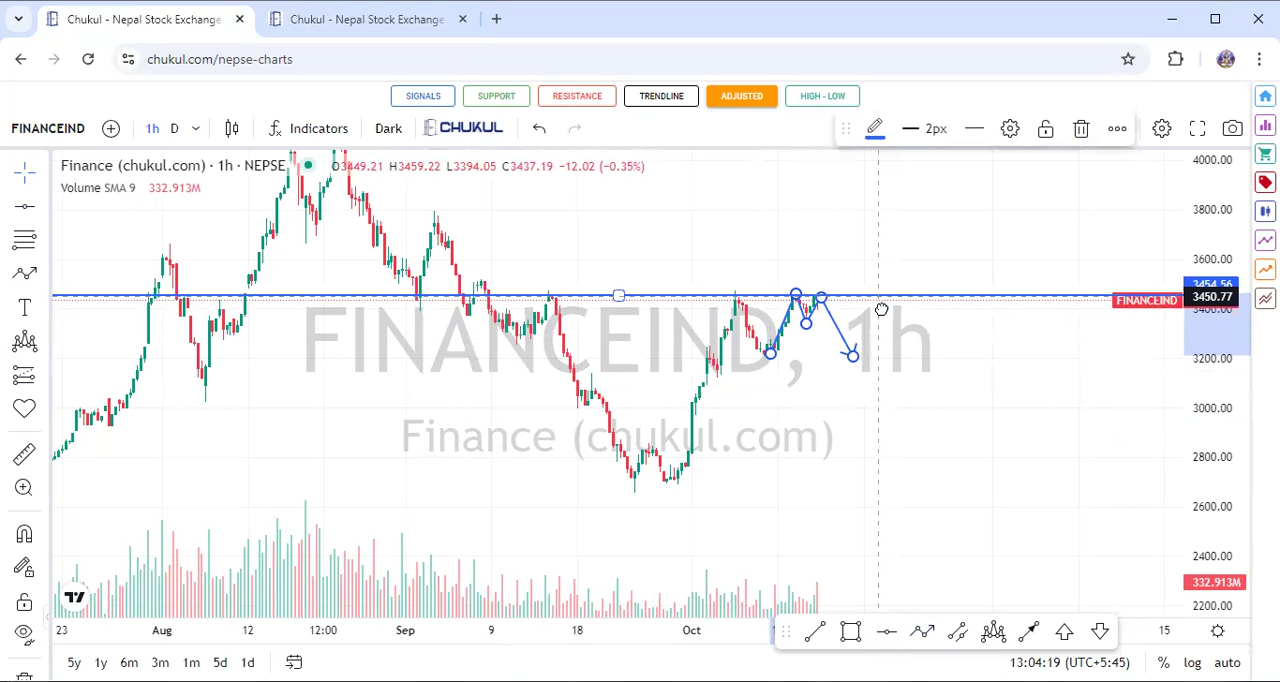 Chukul - Nepal Stock Exchange
Chukul - Nepal Stock Exchange
chukul.com/nepse-charts
SIGNALS
SUPPORT
RESISTANCE
TRENDLINE
ADJUSTED
HIGH - LOW
FINANCEIND
1h
D
Indicators
Dark
CHUKUL
2px
Finance (chukul.com) · 1h · NEPSE
O3449.21 H3459.22 L3394.05 C3437.19 −12.02 (−0.35%)
Volume SMA 9 332.913M
4000.00
3800.00
3600.00
3454.56
3450.77
FINANCEIND
3400.00
3200.00
3000.00
2800.00
2600.00
2400.00
332.913M
2200.00
FINANCEIND, 1h
Finance (chukul.com)
23 Aug 12 12:00 Sep 9 18 Oct 15
5y 1y 6m 3m 1m 5d 1d
13:04:19 (UTC+5:45)
% log auto